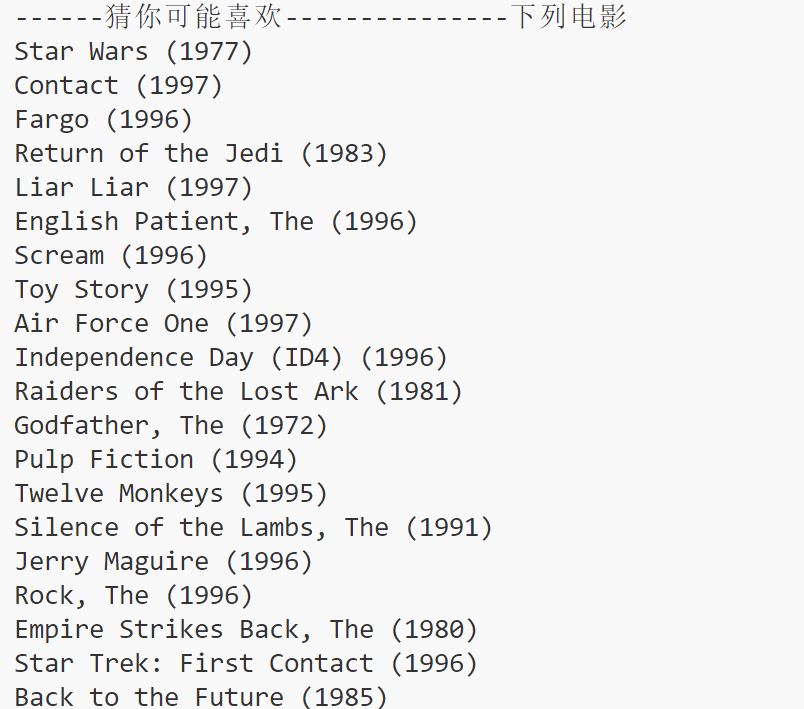 ------猜你可能喜欢---------------下列电影
Star Wars (1977)
Contact (1997)
Fargo (1996)
Return of the Jedi (1983)
Liar Liar (1997)
English Patient, The (1996)
Scream (1996)
Toy Story (1995)
Air Force One (1997)
Independence Day (ID4) (1996)
Raiders of the Lost Ark (1981)
Godfather, The (1972)
Pulp Fiction (1994)
Twelve Monkeys (1995)
Silence of the Lambs, The (1991)
Jerry Maguire (1996)
Rock, The (1996)
Empire Strikes Back, The (1980)
Star Trek: First Contact (1996)
Back to the Future (1985)